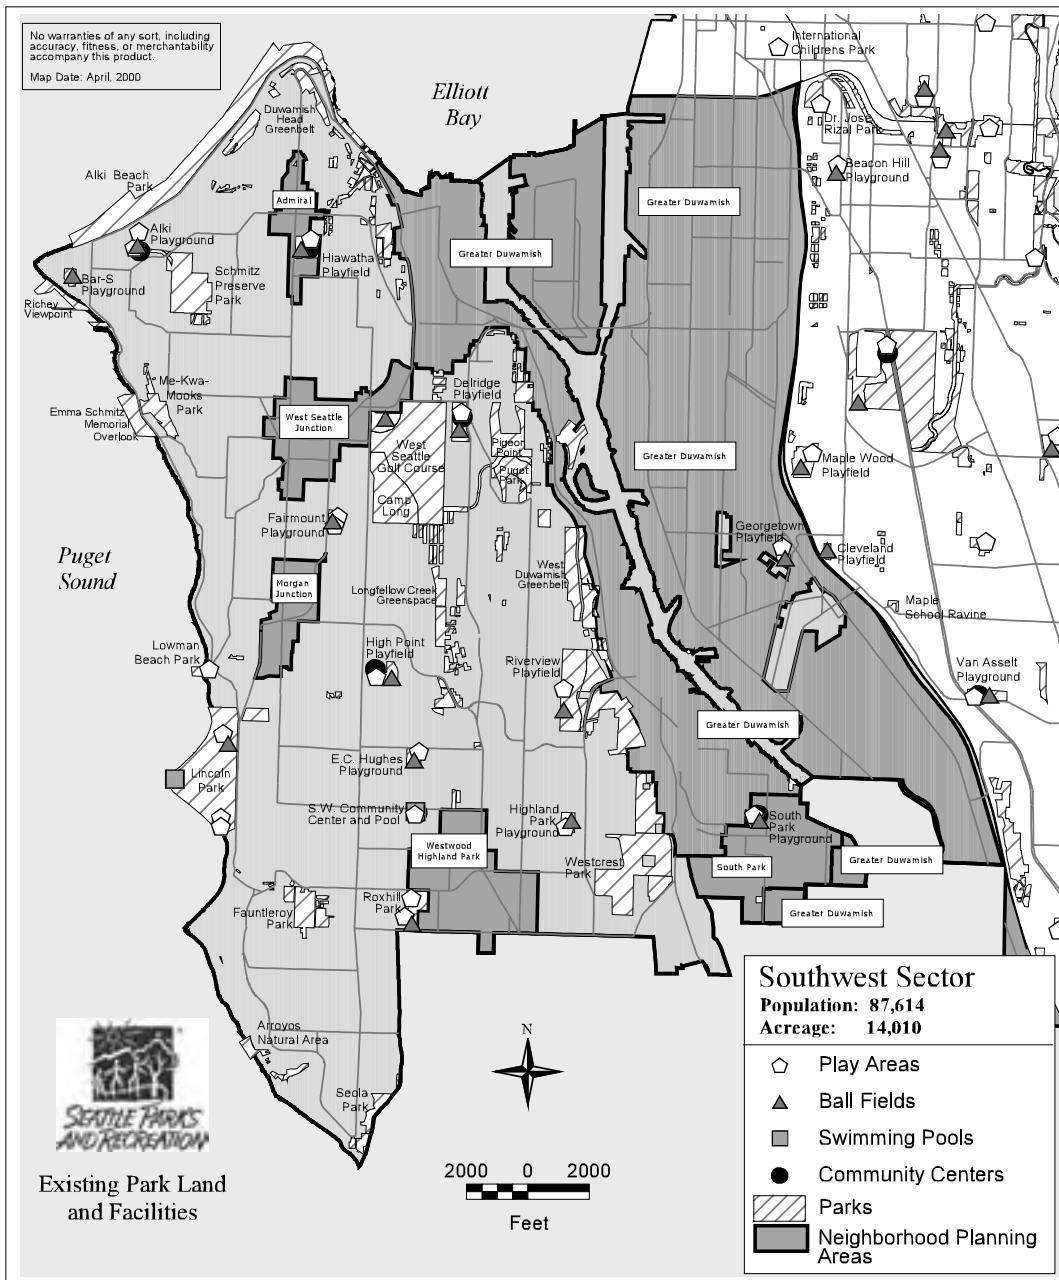 No warranties of any sort, including
accuracy, fitness, or merchantability
accompany this product.
Map Date: April, 2000
Elliott
Bay
International
Childrens Park
Duwamish
Head
Greenbelt
Dr. Jose
Rizal Park
Alki Beach
Park
Beacon Hill
Playground
Admiral
Greater Duwamish
Alki
Playground
Greater Duwamish
Hiawatha
Playfield
Schmitz
Preserve
Park
Bar-S
Playground
Richey
Viewpoint
Me-Kwa-
Mooks
Park
Delridge
Playfield
Emma Schmitz
Memorial
Overlook
West Seattle
Junction
West
Seattle
Golf Course
Pigeon
Point
Puget
Park
Greater Duwamish
Maple Wood
Playfield
Camp
Long
Fairmount
Playground
Georgetown
Playfield
Cleveland
Playfield
Puget
Sound
Morgan
Junction
Longfellow Creek
Greenspace
West
Duwamish
Greenbelt
Maple
School Ravine
Lowman
Beach Park
High Point
Playfield
Riverview
Playfield
Van Asselt
Playground
Greater Duwamish
E.C. Hughes
Playground
Lincoln
Park
S.W. Community
Center and Pool
Highland
Park
Playground
South
Park
Playground
Westwood
Highland Park
Westcrest
Park
South Park
Greater Duwamish
Roxhill
Park
Fauntleroy
Park
Greater Duwamish
Arroyos
Natural Area
Seola
Park
N
SEATTLE PARKS
AND RECREATION
Existing Park Land
and Facilities
2000 0 2000
Feet
Southwest Sector
Population: 87,614
Acreage: 14,010
Play Areas
Ball Fields
Swimming Pools
Community Centers
Parks
Neighborhood Planning
Areas